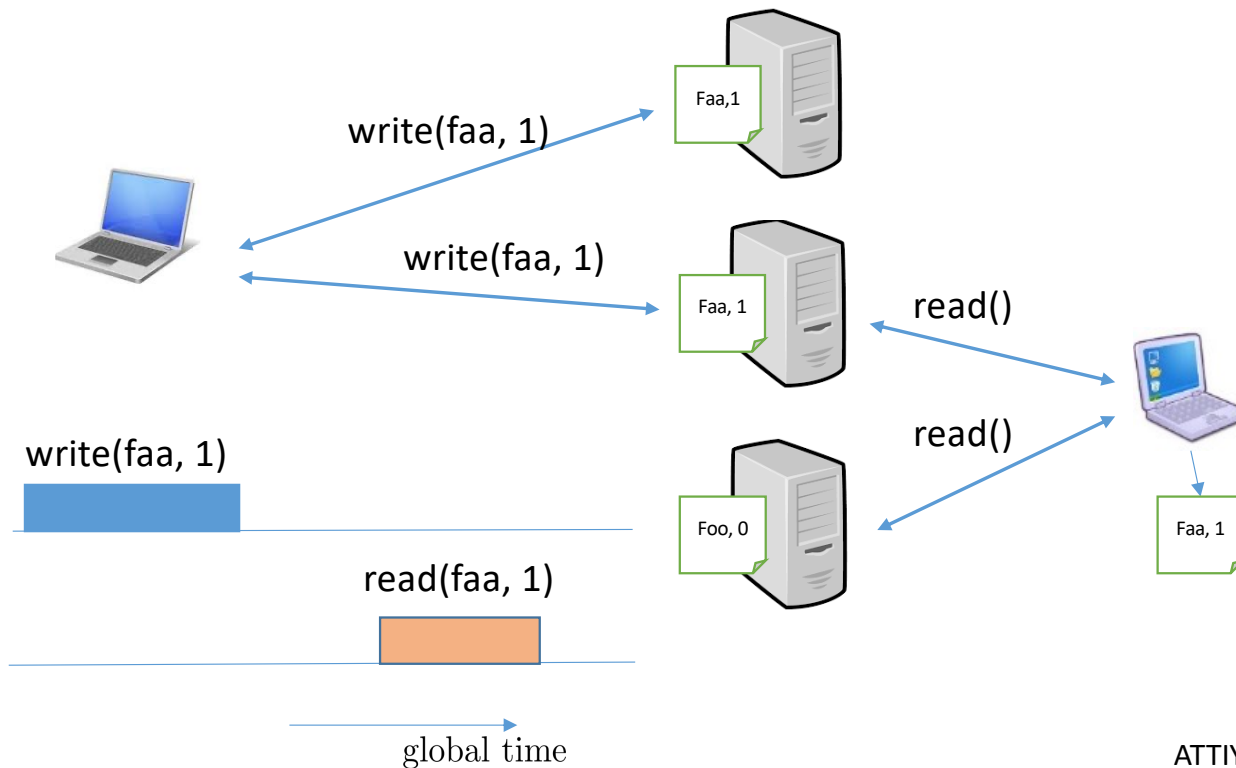 Faa,1
write(faa, 1)
write(faa, 1)
Faa, 1
read()
read()
write(faa, 1)
Foo, 0
Faa, 1
read(faa, 1)
global time
ATTIY